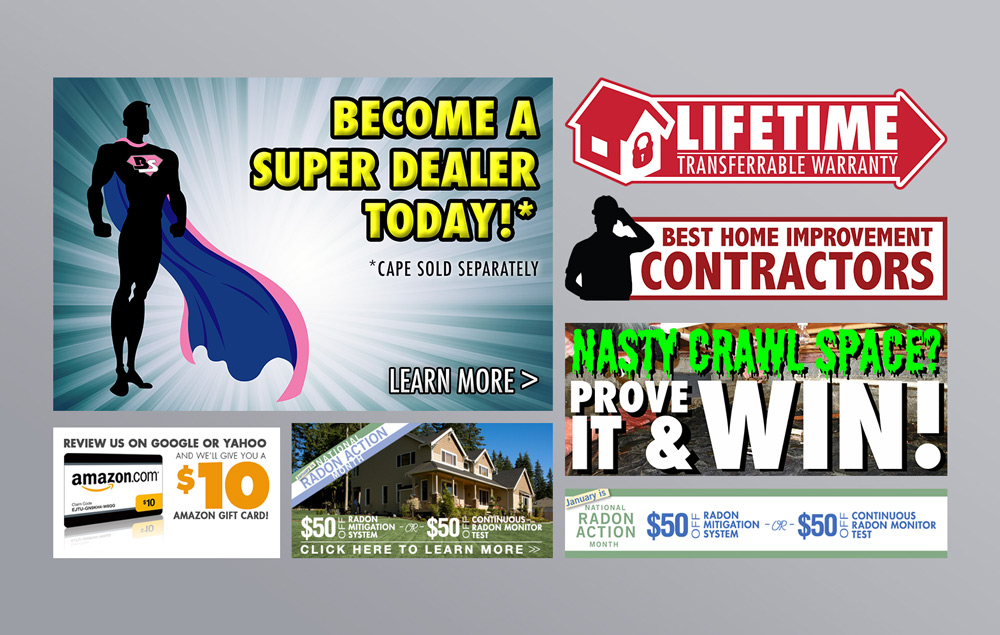 BS
BECOME A
SUPER DEALER
TODAY!*
*CAPE SOLD SEPARATELY
LEARN MORE >
LIFETIME
TRANSFERRABLE WARRANTY
BEST HOME IMPROVEMENT
CONTRACTORS
NASTY CRAWL SPACE?
PROVE
IT & WIN!
REVIEW US ON GOOGLE OR YAHOO
AND WE'LL GIVE YOU A
amazon.com
$10
$10
Claim Code
AMAZON GIFT CARD!
NATIONAL
RADON ACTION
MONTH
$50 OFF RADON MITIGATION SYSTEM -OR- $50 OFF CONTINUOUS RADON MONITOR TEST
CLICK HERE TO LEARN MORE >>
January is
NATIONAL
RADON
ACTION
MONTH
$50 OFF RADON MITIGATION SYSTEM -OR- $50 OFF CONTINUOUS RADON MONITOR TEST